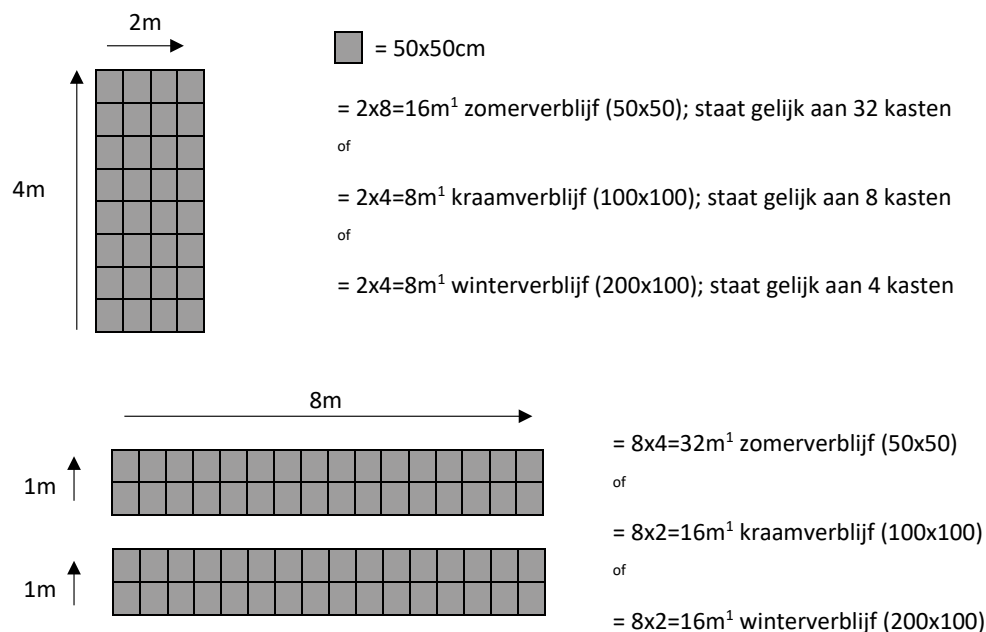 2m
= 50x50cm
= 2x8=16m¹ zomerverblijf (50x50); staat gelijk aan 32 kasten
of
4m
= 2x4=8m¹ kraamverblijf (100x100); staat gelijk aan 8 kasten
of
= 2x4=8m¹ winterverblijf (200x100); staat gelijk aan 4 kasten
8m
= 8x4=32m¹ zomerverblijf (50x50)
1m
of
= 8x2=16m¹ kraamverblijf (100x100)
of
1m
= 8x2=16m¹ winterverblijf (200x100)